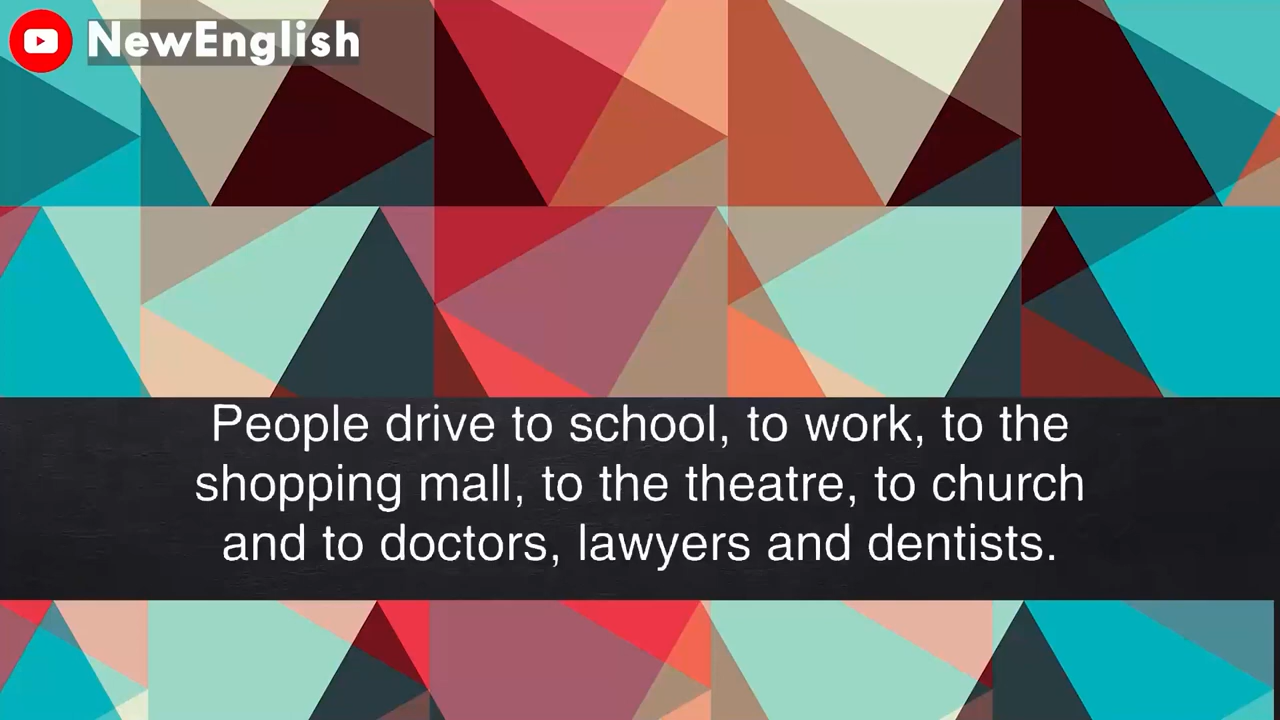 NewEnglish
People drive to school, to work, to the
shopping mall, to the theatre, to church
and to doctors, lawyers and dentists.